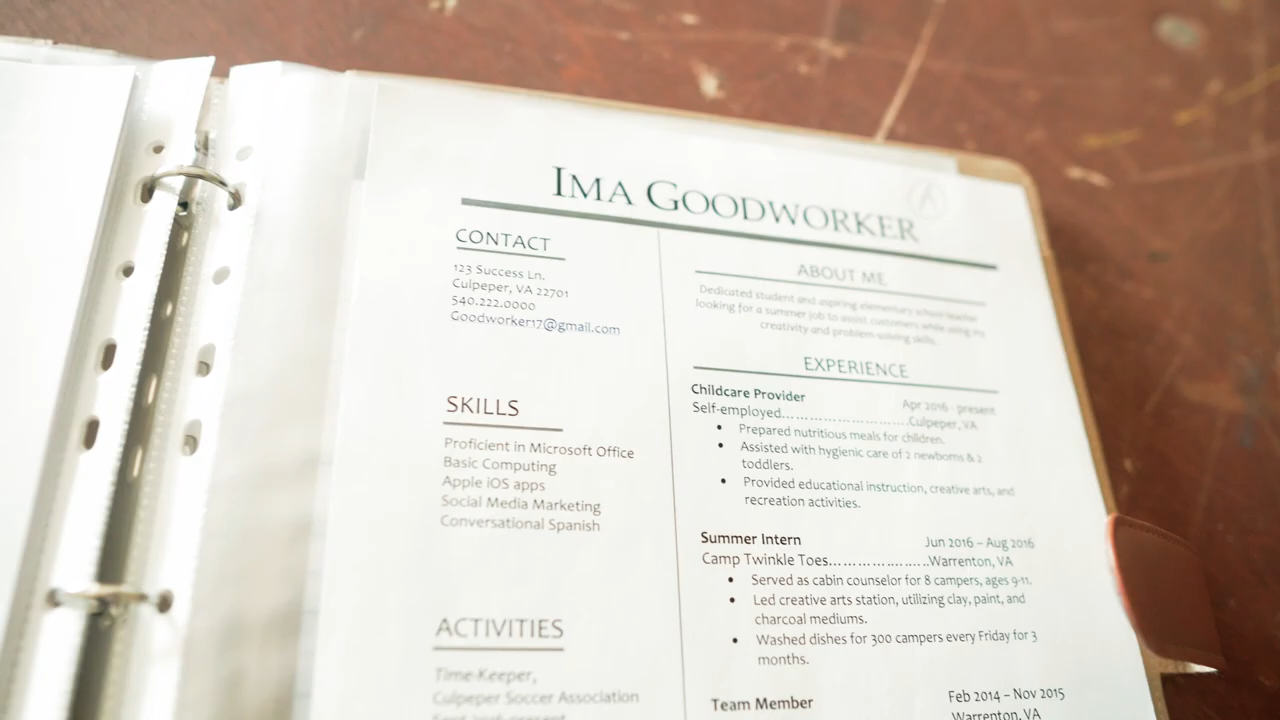 IMA GOODWORKER
CONTACT
123 Success Ln.
Culpeper, VA 22701
540.222.0000
Goodworker17@gmail.com
SKILLS
Proficient in Microsoft Office
Basic Computing
Apple iOS apps
Social Media Marketing
Conversational Spanish
ACTIVITIES
Time-Keeper,
Culpeper Soccer Association
ABOUT ME
Dedicated student and aspiring elementary school teacher
looking for a summer job to assist customers while using my
creativity and problem-solving skills.
EXPERIENCE
Childcare Provider Apr 2016 - present
Self-employed.....................Culpeper, VA
• Prepared nutritious meals for children.
• Assisted with hygienic care of 2 newborns & 2
toddlers.
• Provided educational instruction, creative arts, and
recreation activities.
Summer Intern Jun 2016 – Aug 2016
Camp Twinkle Toes.....................Warrenton, VA
• Served as cabin counselor for 8 campers, ages 9-11.
• Led creative arts station, utilizing clay, paint, and
charcoal mediums.
• Washed dishes for 300 campers every Friday for 3
months.
Team Member Feb 2014 – Nov 2015
Warrenton, VA